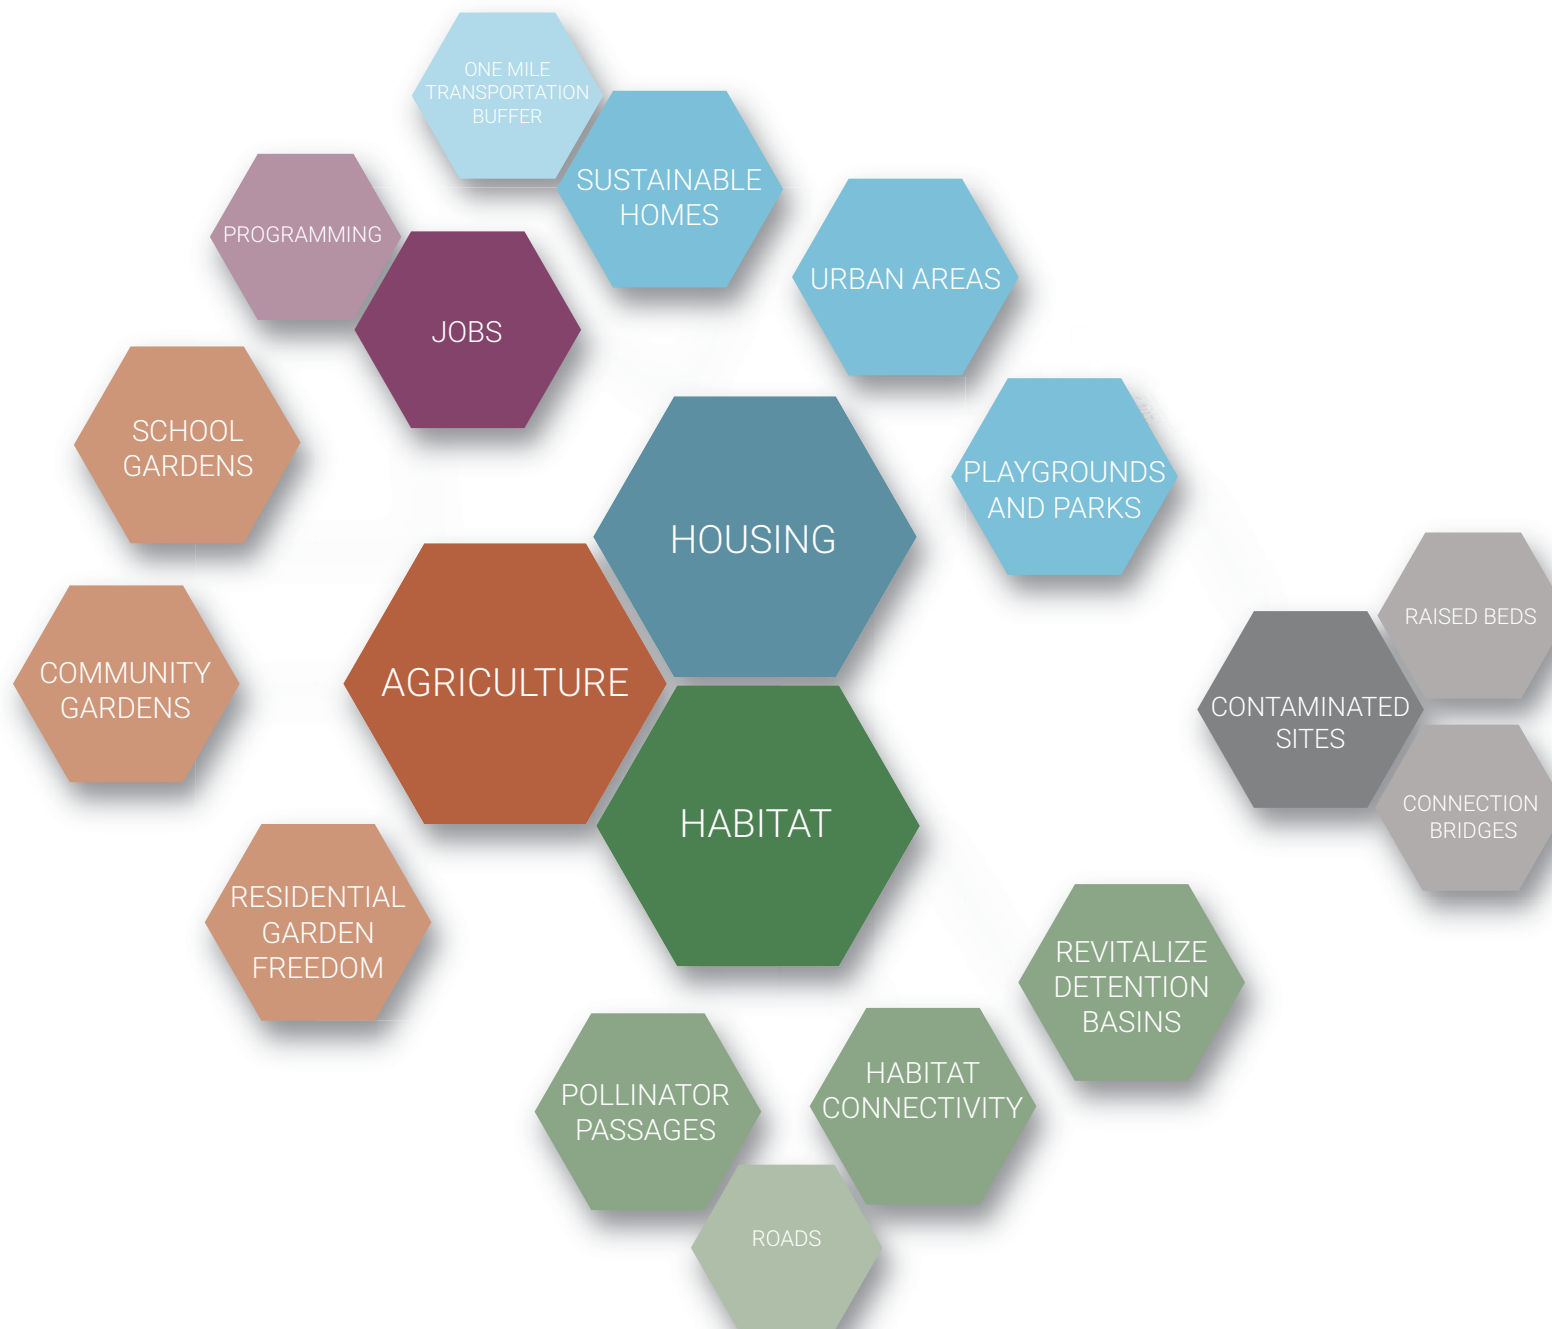 ONE MILE
TRANSPORTATION
BUFFER
SUSTAINABLE
HOMES
PROGRAMMING
URBAN AREAS
JOBS
SCHOOL
GARDENS
PLAYGROUNDS
AND PARKS
HOUSING
RAISED BEDS
COMMUNITY
GARDENS
AGRICULTURE
CONTAMINATED
SITES
CONNECTION
BRIDGES
HABITAT
RESIDENTIAL
GARDEN
FREEDOM
REVITALIZE
DETENTION
BASINS
POLLINATOR
PASSAGES
HABITAT
CONNECTIVITY
ROADS